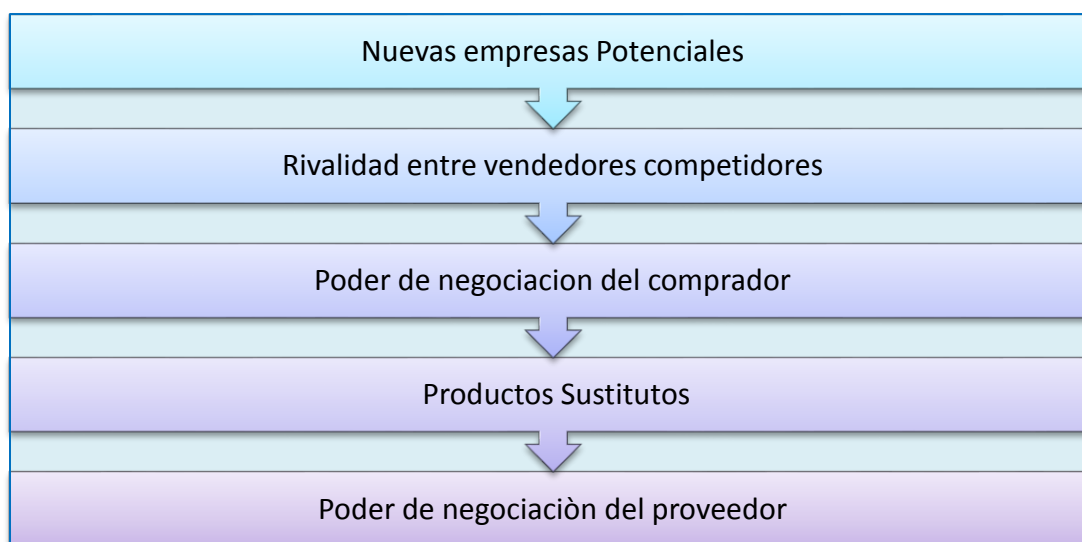 Nuevas empresas Potenciales
Rivalidad entre vendedores competidores
Poder de negociacion del comprador
Productos Sustitutos
Poder de negociaciòn del proveedor